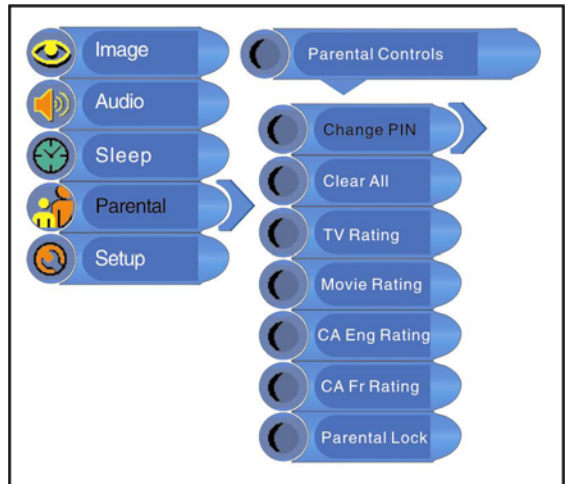 Image
Audio
Sleep
Parental
Setup
Parental Controls
Change PIN
Clear All
TV Rating
Movie Rating
CA Eng Rating
CA Fr Rating
Parental Lock